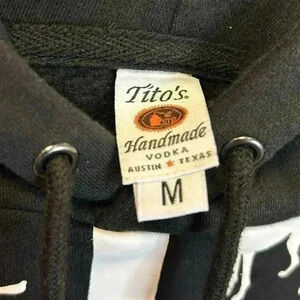 Tito's
Handmade
VODKA
AUSTIN ★ TEXAS
M